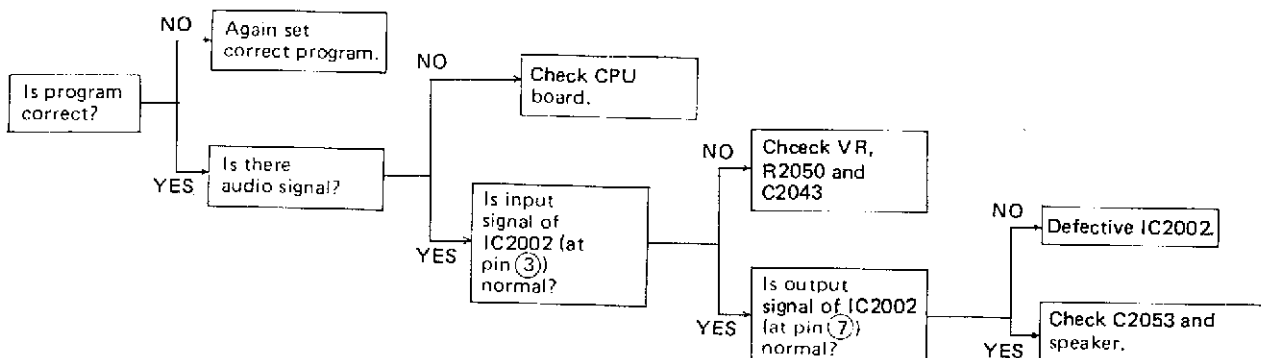 Is program
correct?
NO
Again set
correct program.
YES
Is there
audio signal?
NO
Check CPU
board.
YES
Is input
signal of
IC2002 (at
pin ③)
normal?
NO
Chceck VR,
R2050 and
C2043
YES
Is output
signal of IC2002
(at pin ⑦)
normal?
NO
Defective IC2002.
YES
Check C2053 and
speaker.